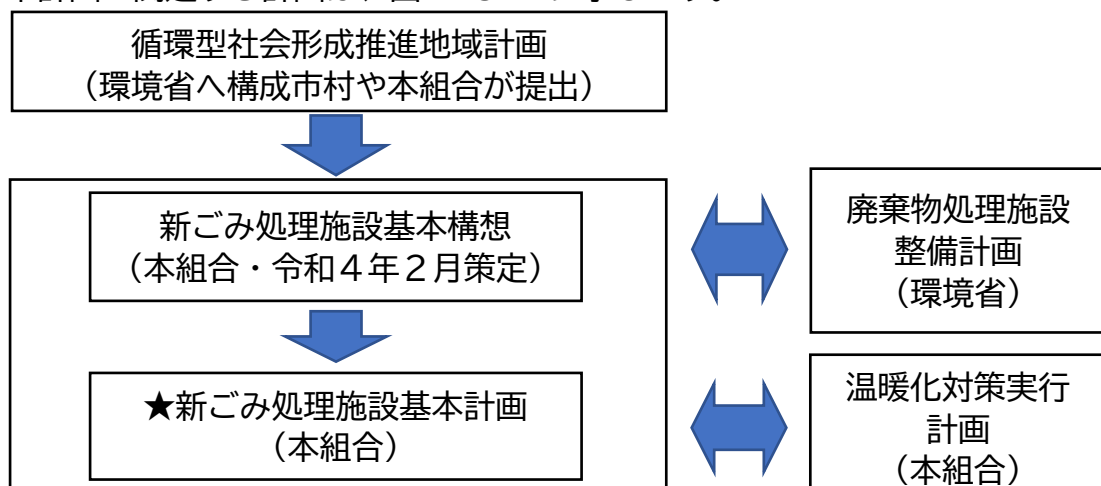 循環型社会形成推進地域計画
（環境省へ構成市村や本組合が提出）
新ごみ処理施設基本構想
（本組合・令和４年２月策定）
★新ごみ処理施設基本計画
（本組合）
廃棄物処理施設
整備計画
（環境省）
温暖化対策実行
計画
（本組合）